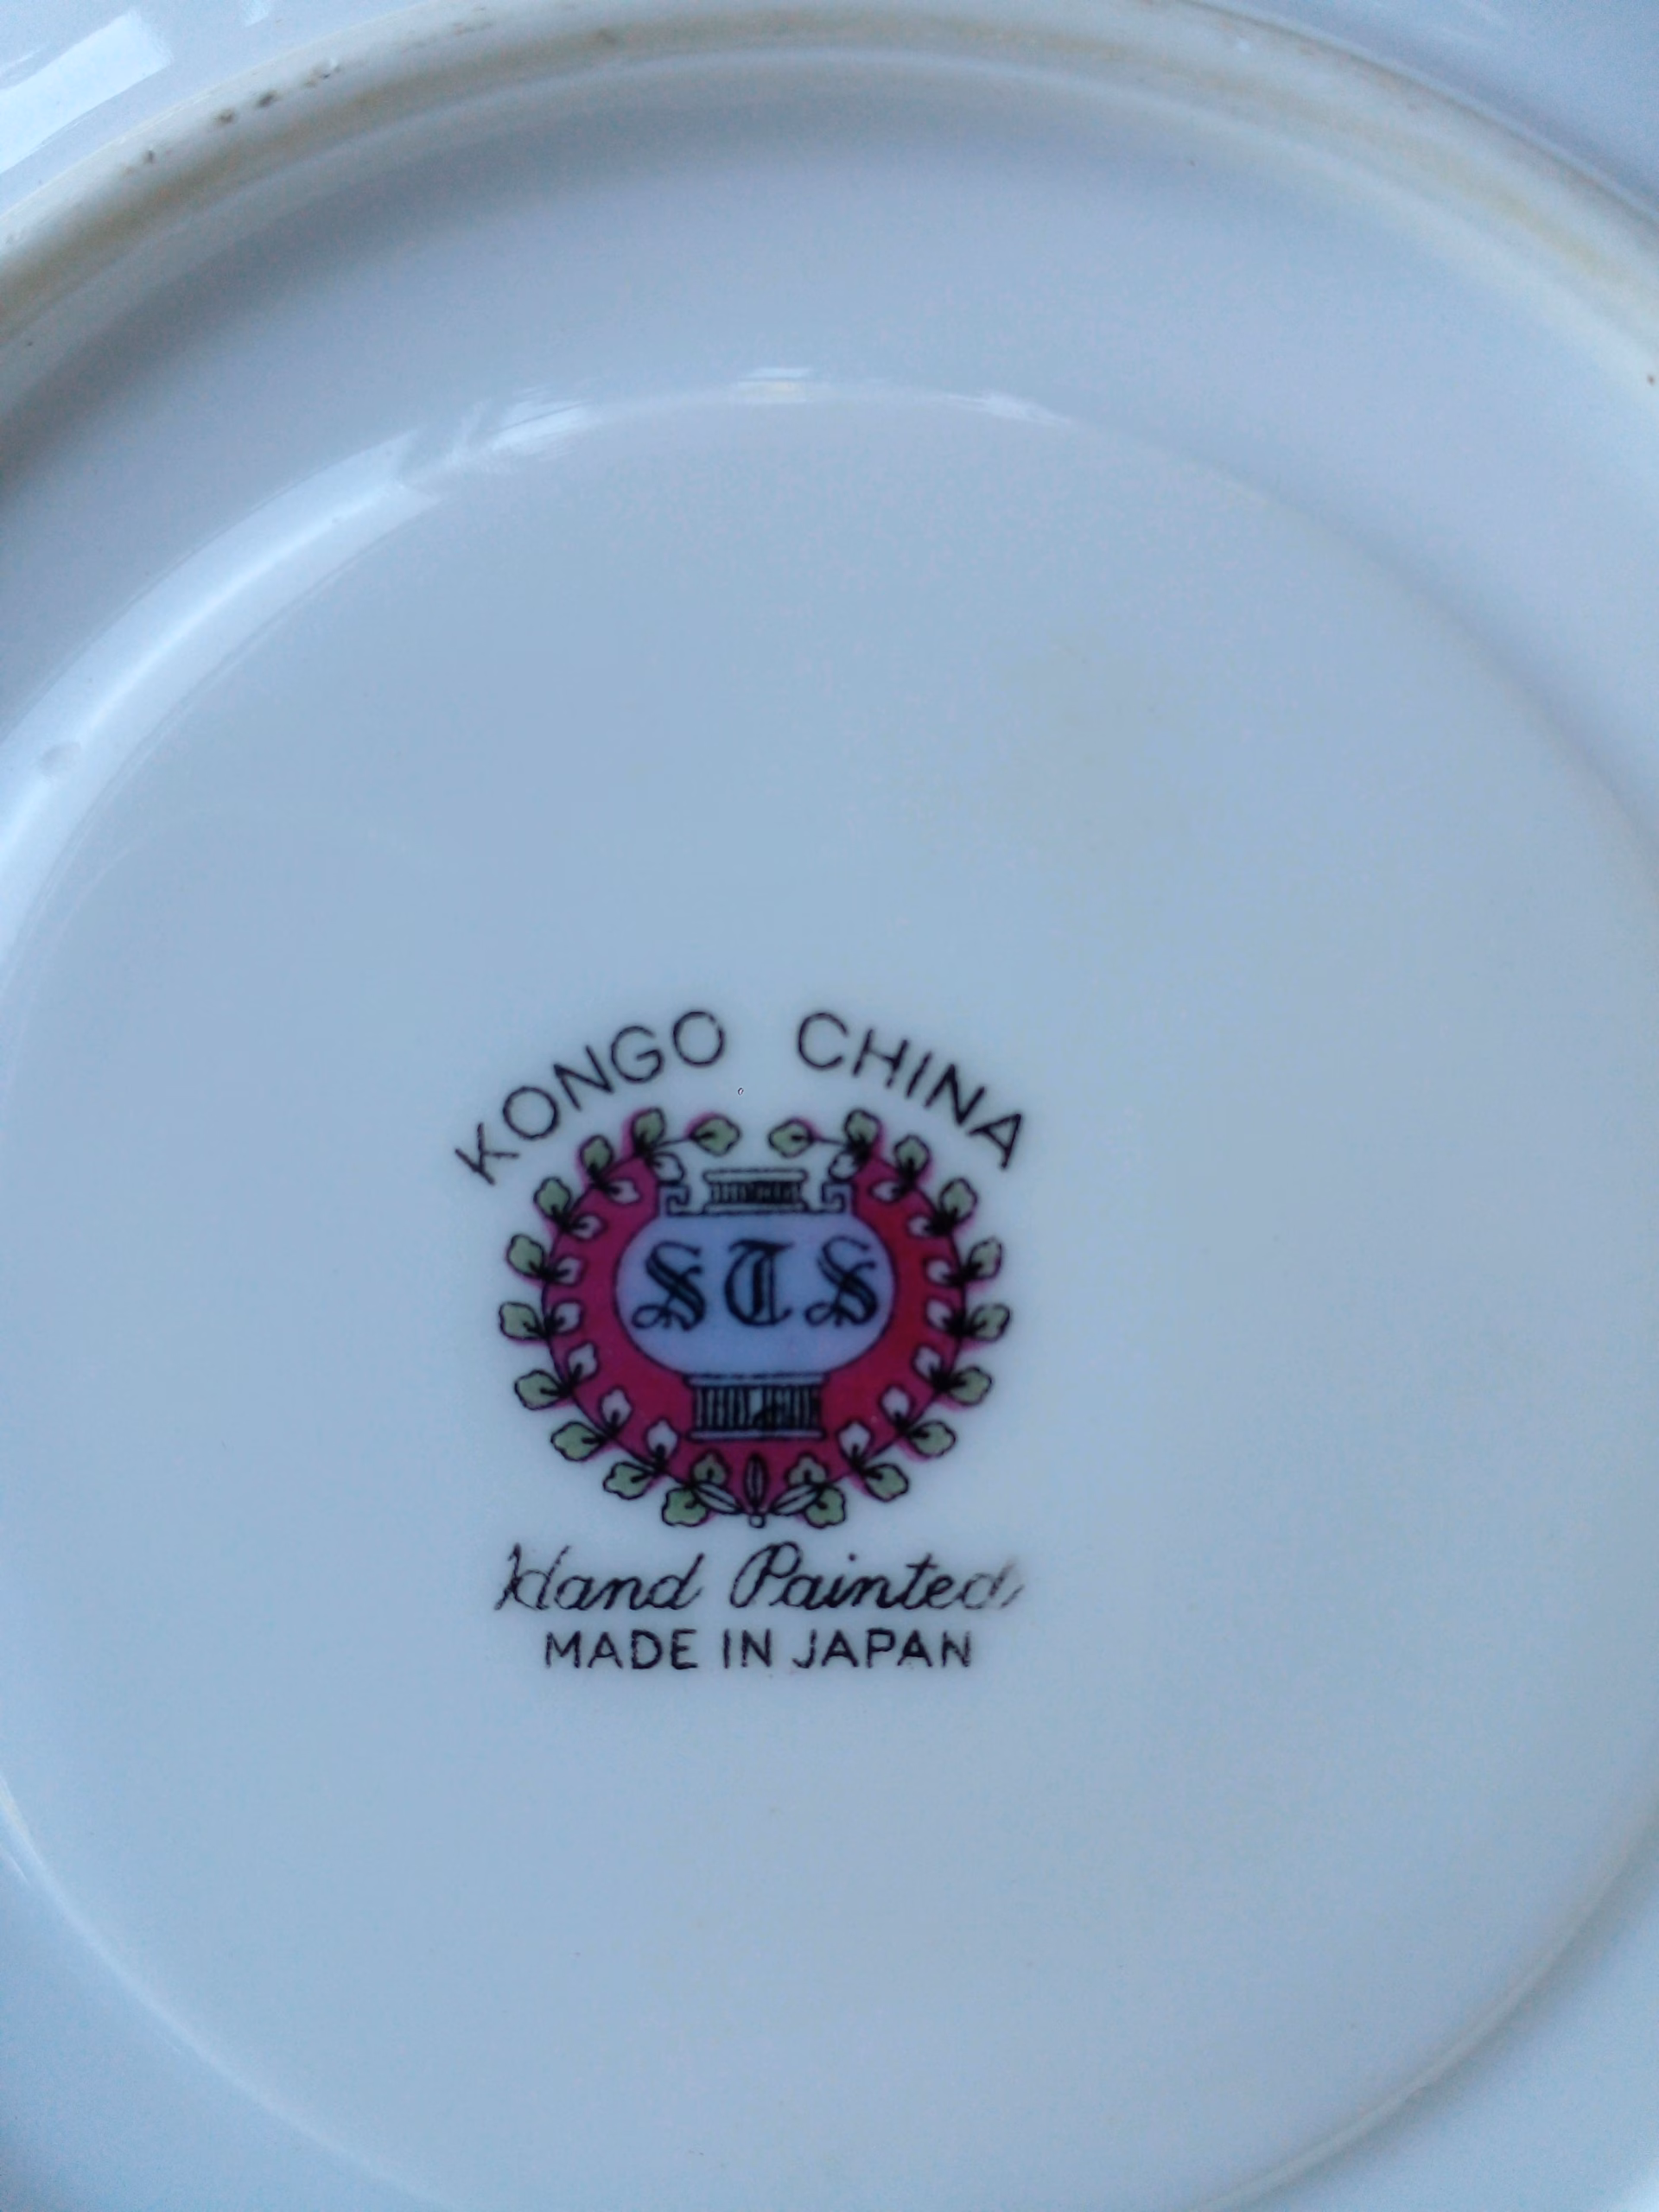 KONGO CHINA
STS
Hand Painted
MADE IN JAPAN